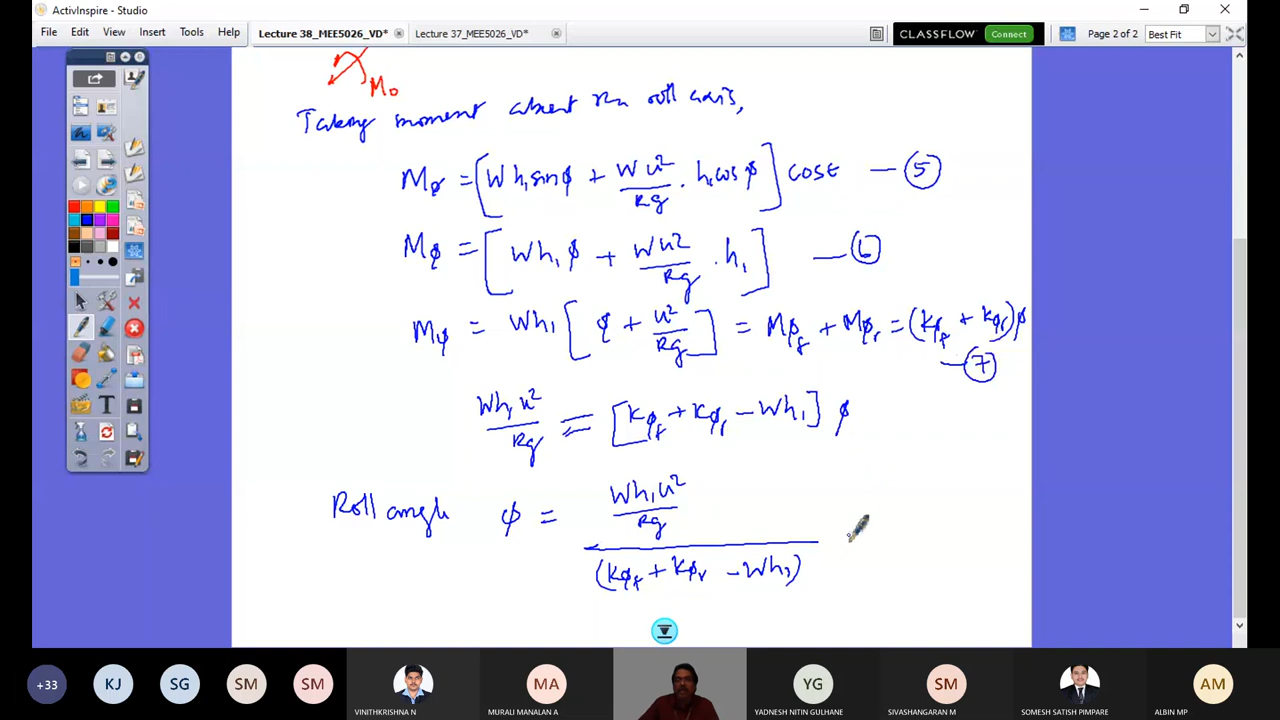 ActivInspire - Studio
File Edit View Insert Tools Help
Lecture 38_MEE5026_VD* Lecture 37_MEE5026_VD*
CLASSFLOW Connect Page 2 of 2 Best Fit
M₀
Taking moment about the roll axis,
Mφ = [Wh₁sinφ + Wu²/Rg . h₁cosφ] cosε — ⑤
Mφ = [Wh₁φ + Wu²/Rg . h₁] — ⑥
Mφ = Wh₁ [φ + u²/Rg] = Mφf + Mφr = (Kφf + Kφr)φ
— ⑦
Wh₁u²/Rg = [Kφf + Kφr - Wh₁] φ
Roll angle φ = (Wh₁u²/Rg) / (Kφf + Kφr - Wh₁)
+33 KJ SG SM SM MA YG SM AM
VINITHKRISHNA N MURALI MANALAN A YADNESH NITIN GULHANE SIVASHANGARAN M SOMESH SATISH PIMPARE ALBIN MP